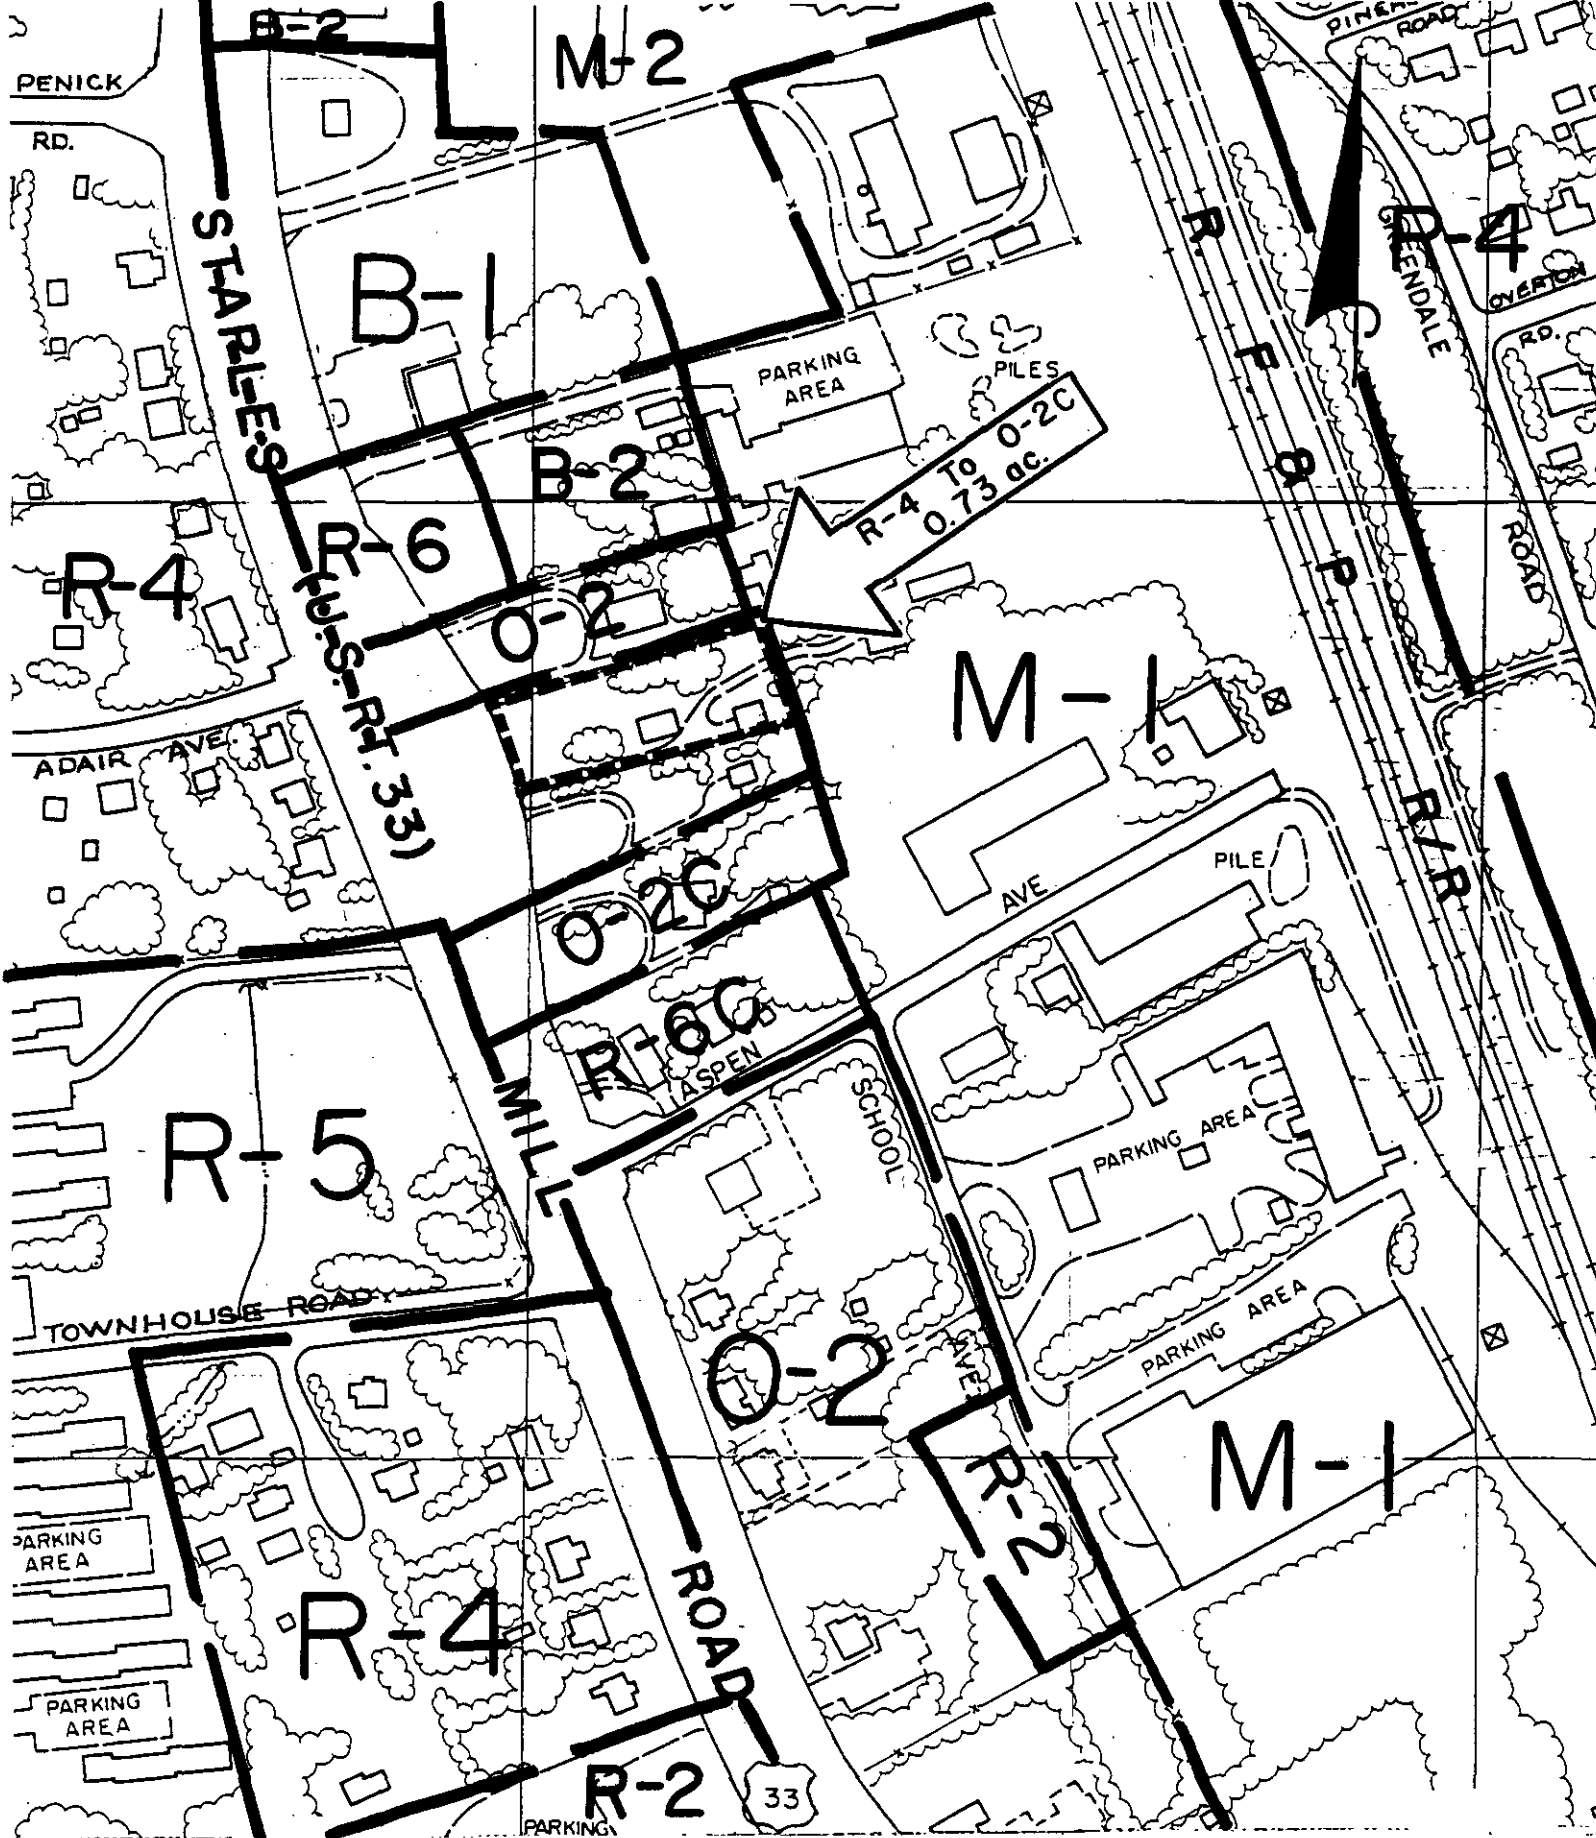 B-2
M-2
PENICK
RD.
ROAD
R-4
GREENDALE
OVERTON
RD.
ROAD
B-1
PARKING
AREA
PILES
R-4 To O-2C
0.73 ac.
B-2
R-6
R-4
O-2
STAPLES
(U.S. RT. 33)
MILL
ROAD
R. F. & P. R/R
ADAIR AVE.
M-1
PILE
ASPEN
AVE
O-2C
R-6C
SCHOOL
AVE.
R-5
PARKING AREA
TOWNHOUSE ROAD
PARKING AREA
O-2
M-1
R-2
PARKING
AREA
R-4
PARKING
AREA
R-2
33
PARKING